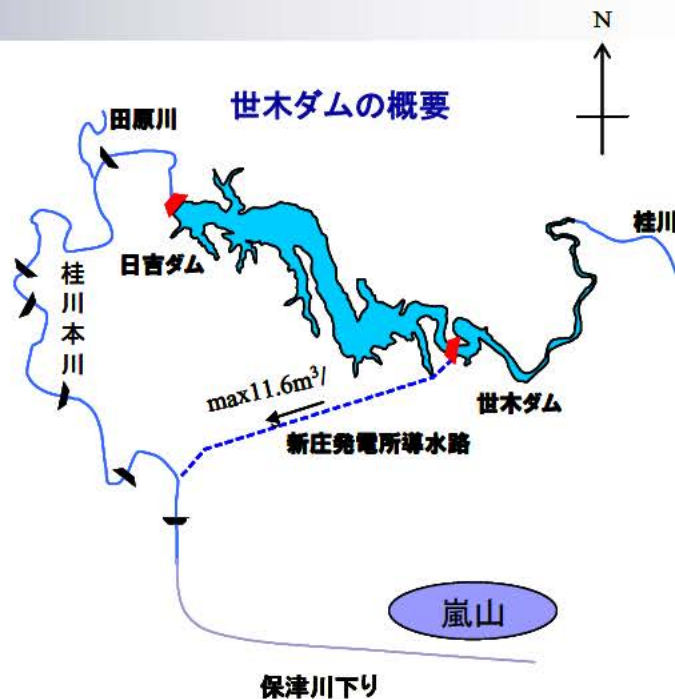 N
世木ダムの概要
田原川
桂川
日吉ダム
桂川本川
max11.6m³/
世木ダム
新庄発電所導水路
嵐山
保津川下り